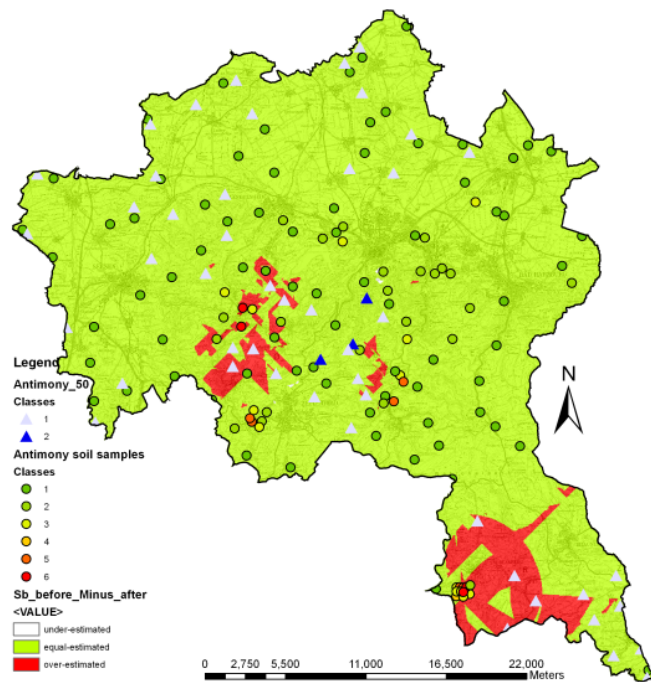 Legend
Antimony_50
Classes
1
2
Antimony soil samples
Classes
1
2
3
4
5
6
Sb_before_Minus_after
<VALUE>
under-estimated
equal-estimated
over-estimated
N
0 2,750 5,500 11,000 16,500 22,000
Meters